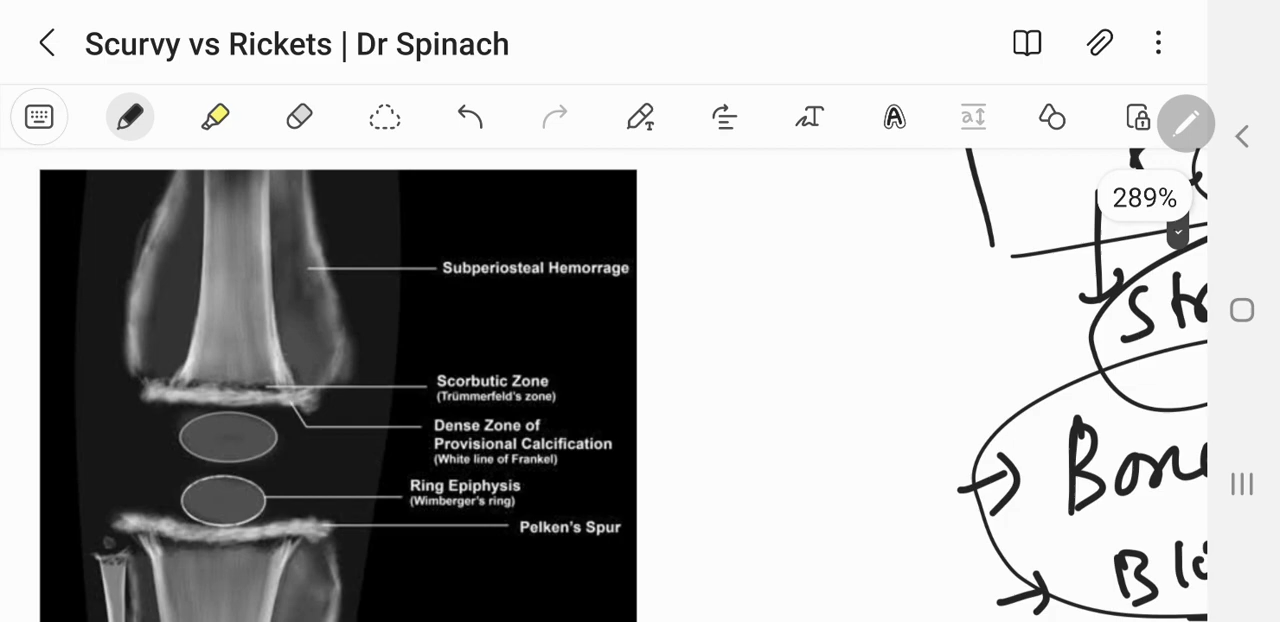 Scurvy vs Rickets | Dr Spinach
289%
Subperiosteal Hemorrage
Scorbutic Zone
(Trümmerfeld's zone)
Dense Zone of
Provisional Calcification
(White line of Frankel)
Ring Epiphysis
(Wimberger's ring)
Pelken's Spur